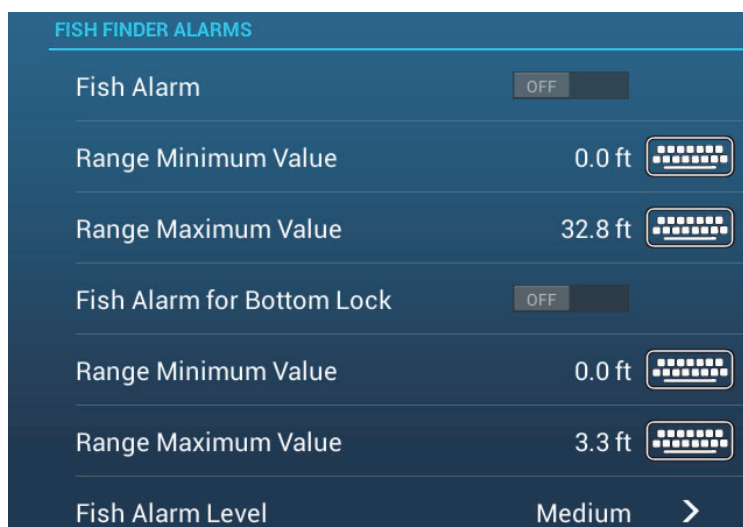 FISH FINDER ALARMS
Fish Alarm OFF
Range Minimum Value 0.0 ft
Range Maximum Value 32.8 ft
Fish Alarm for Bottom Lock OFF
Range Minimum Value 0.0 ft
Range Maximum Value 3.3 ft
Fish Alarm Level Medium